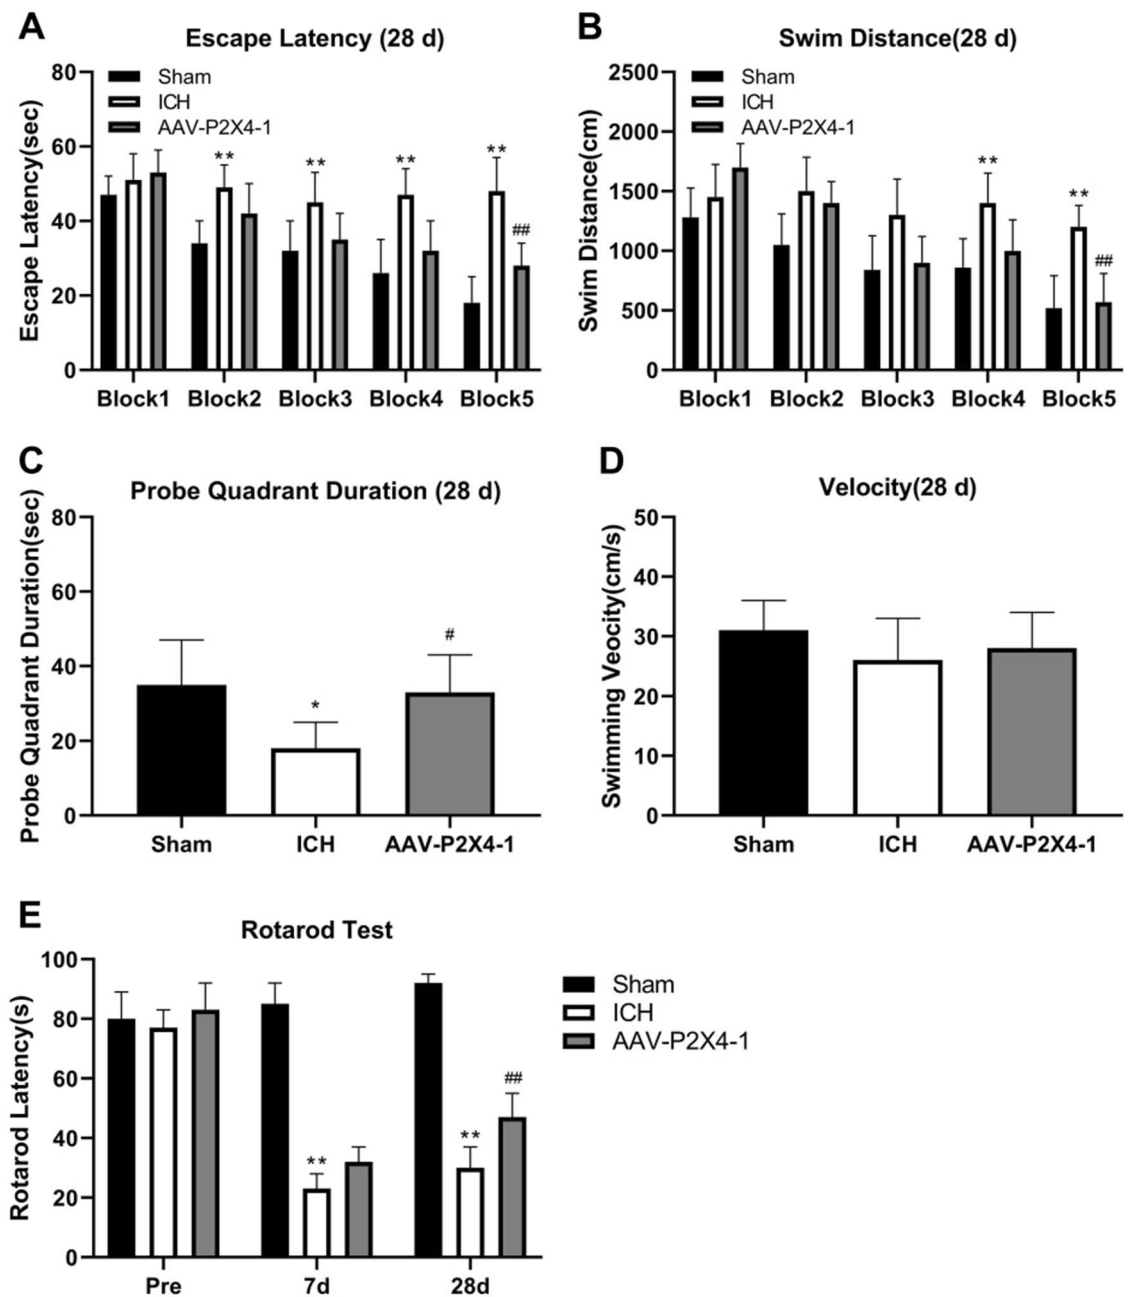 A
Escape Latency (28 d)
Escape Latency(sec)
80
60
40
20
0
Sham
ICH
AAV-P2X4-1
**
**
**
**
##
Block1 Block2 Block3 Block4 Block5
B
Swim Distance(28 d)
Swim Distance(cm)
2500
2000
1500
1000
500
0
Sham
ICH
AAV-P2X4-1
**
**
##
Block1 Block2 Block3 Block4 Block5
C
Probe Quadrant Duration (28 d)
Probe Quadrant Duration(sec)
80
60
40
20
0
*
#
Sham ICH AAV-P2X4-1
D
Velocity(28 d)
Swimming Veocity(cm/s)
50
40
30
20
10
0
Sham ICH AAV-P2X4-1
E
Rotarod Test
Rotarod Latency(s)
100
80
60
40
20
0
**
**
##
Pre 7d 28d
Sham
ICH
AAV-P2X4-1